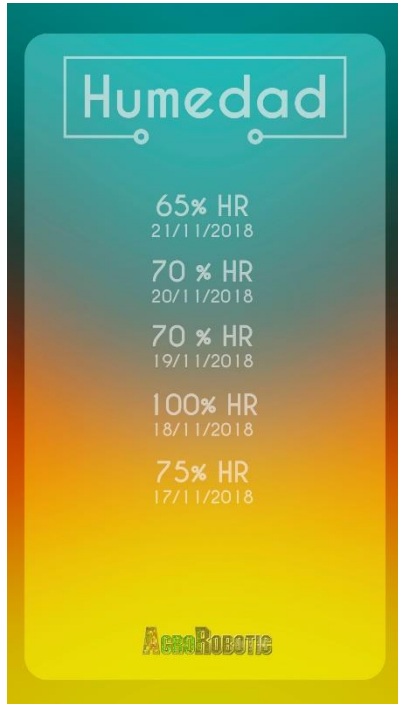 Humedad
65% HR
21/11/2018
70 % HR
20/11/2018
70 % HR
19/11/2018
100% HR
18/11/2018
75% HR
17/11/2018
AgroRobotic